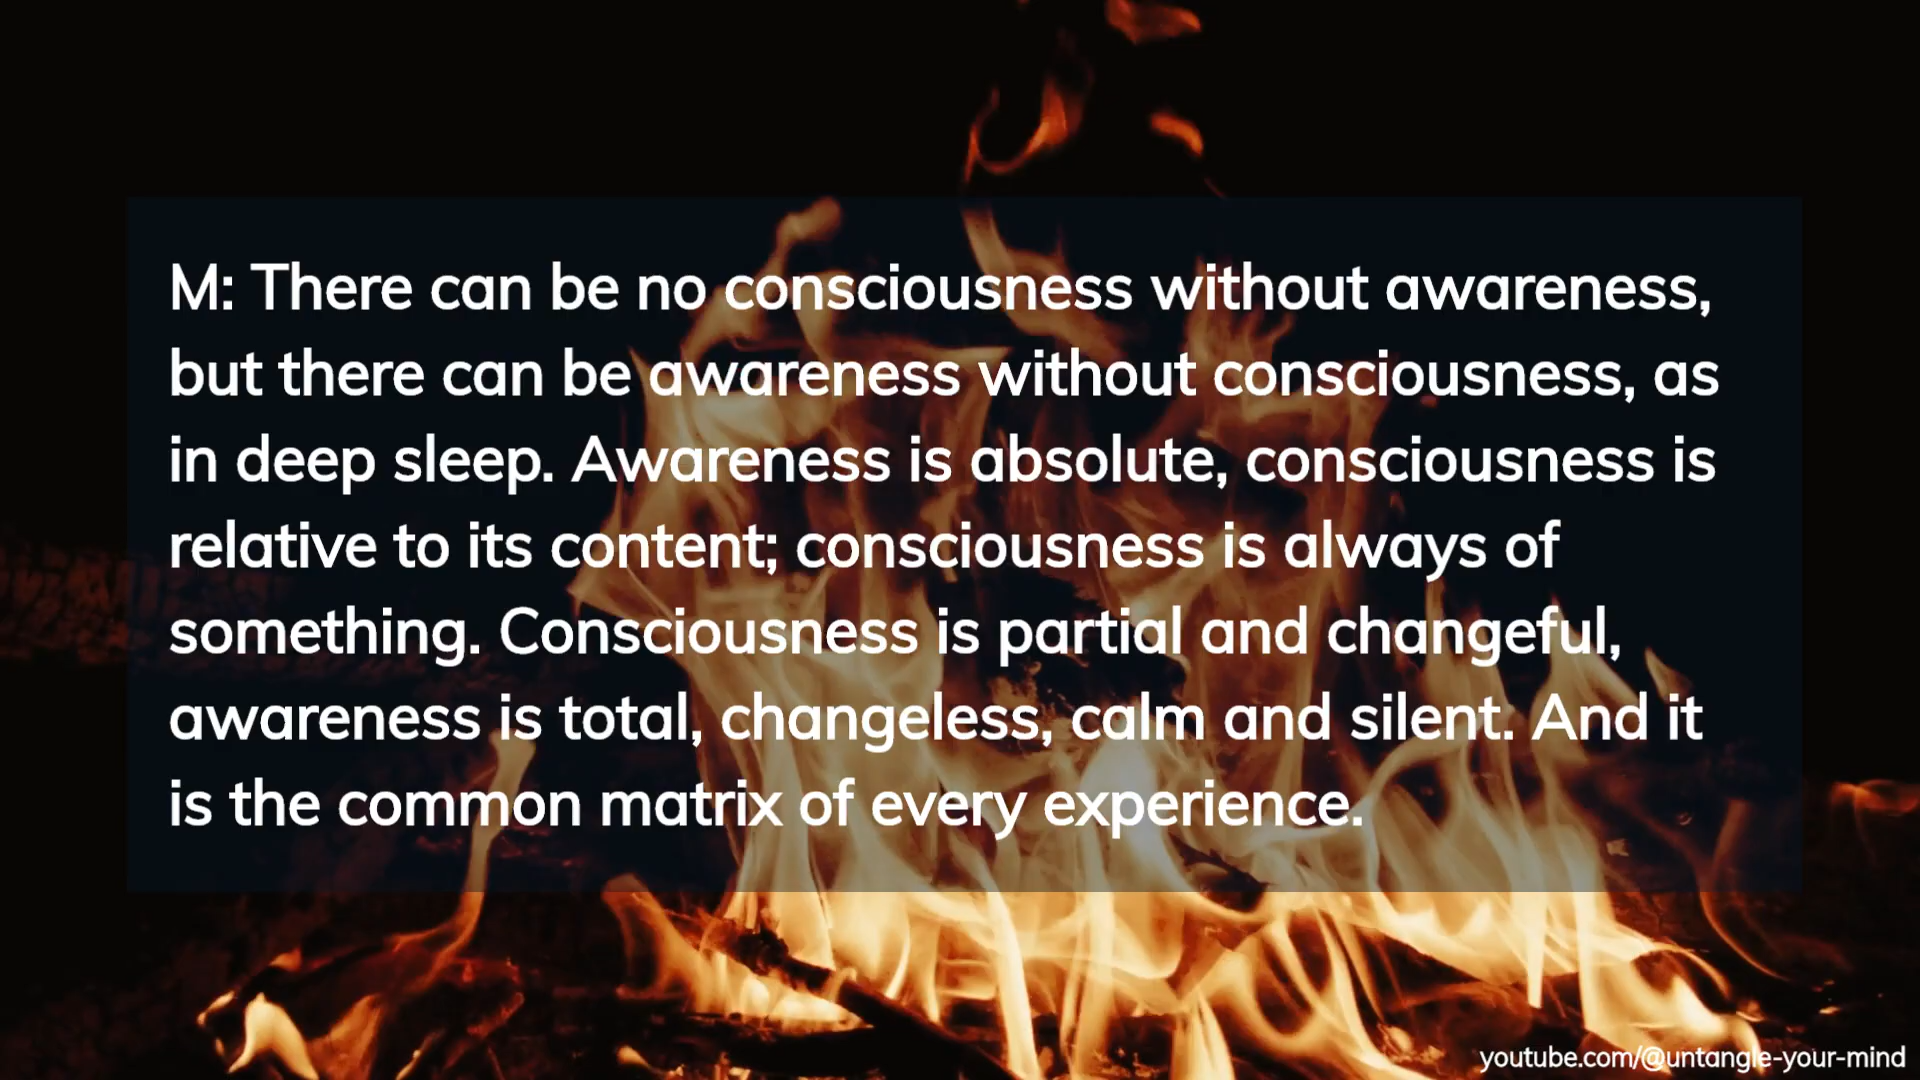 M: There can be no consciousness without awareness,
but there can be awareness without consciousness, as
in deep sleep. Awareness is absolute, consciousness is
relative to its content; consciousness is always of
something. Consciousness is partial and changeful,
awareness is total, changeless, calm and silent. And it
is the common matrix of every experience.
youtube.com/@untangle-your-mind